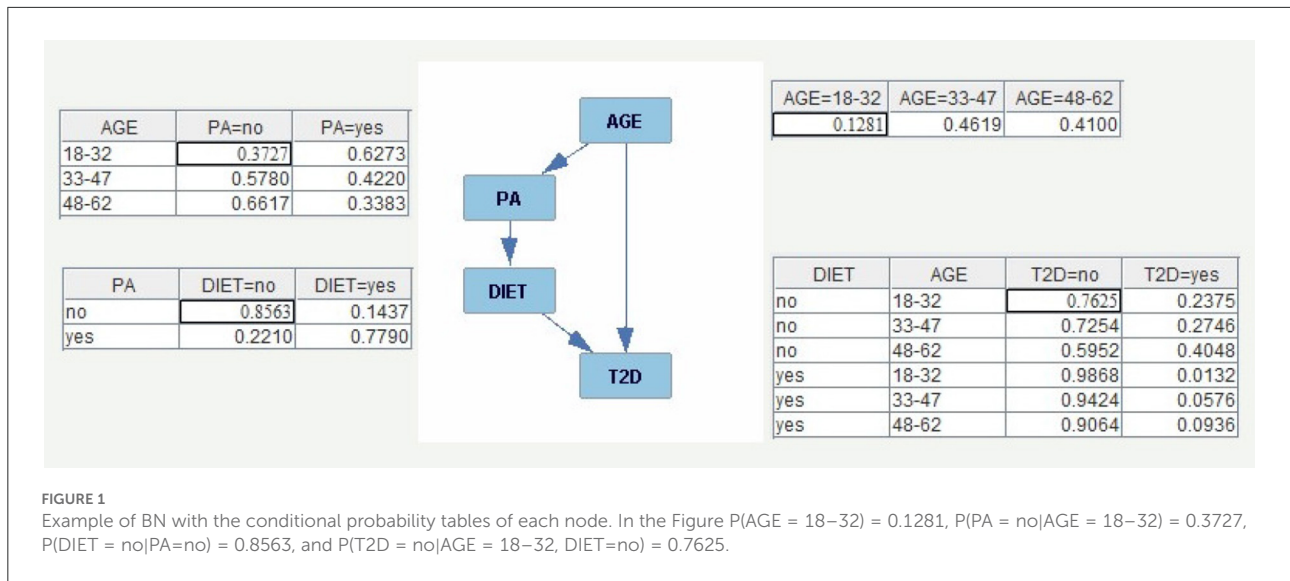 AGE PA=no PA=yes
18-32 0.3727 0.6273
33-47 0.5780 0.4220
48-62 0.6617 0.3383
PA DIET=no DIET=yes
no 0.8563 0.1437
yes 0.2210 0.7790
AGE
PA
DIET
T2D
AGE=18-32 AGE=33-47 AGE=48-62
0.1281 0.4619 0.4100
DIET AGE T2D=no T2D=yes
no 18-32 0.7625 0.2375
no 33-47 0.7254 0.2746
no 48-62 0.5952 0.4048
yes 18-32 0.9868 0.0132
yes 33-47 0.9424 0.0576
yes 48-62 0.9064 0.0936
FIGURE 1
Example of BN with the conditional probability tables of each node. In the Figure P(AGE = 18–32) = 0.1281, P(PA = no|AGE = 18–32) = 0.3727,
P(DIET = no|PA=no) = 0.8563, and P(T2D = no|AGE = 18–32, DIET=no) = 0.7625.